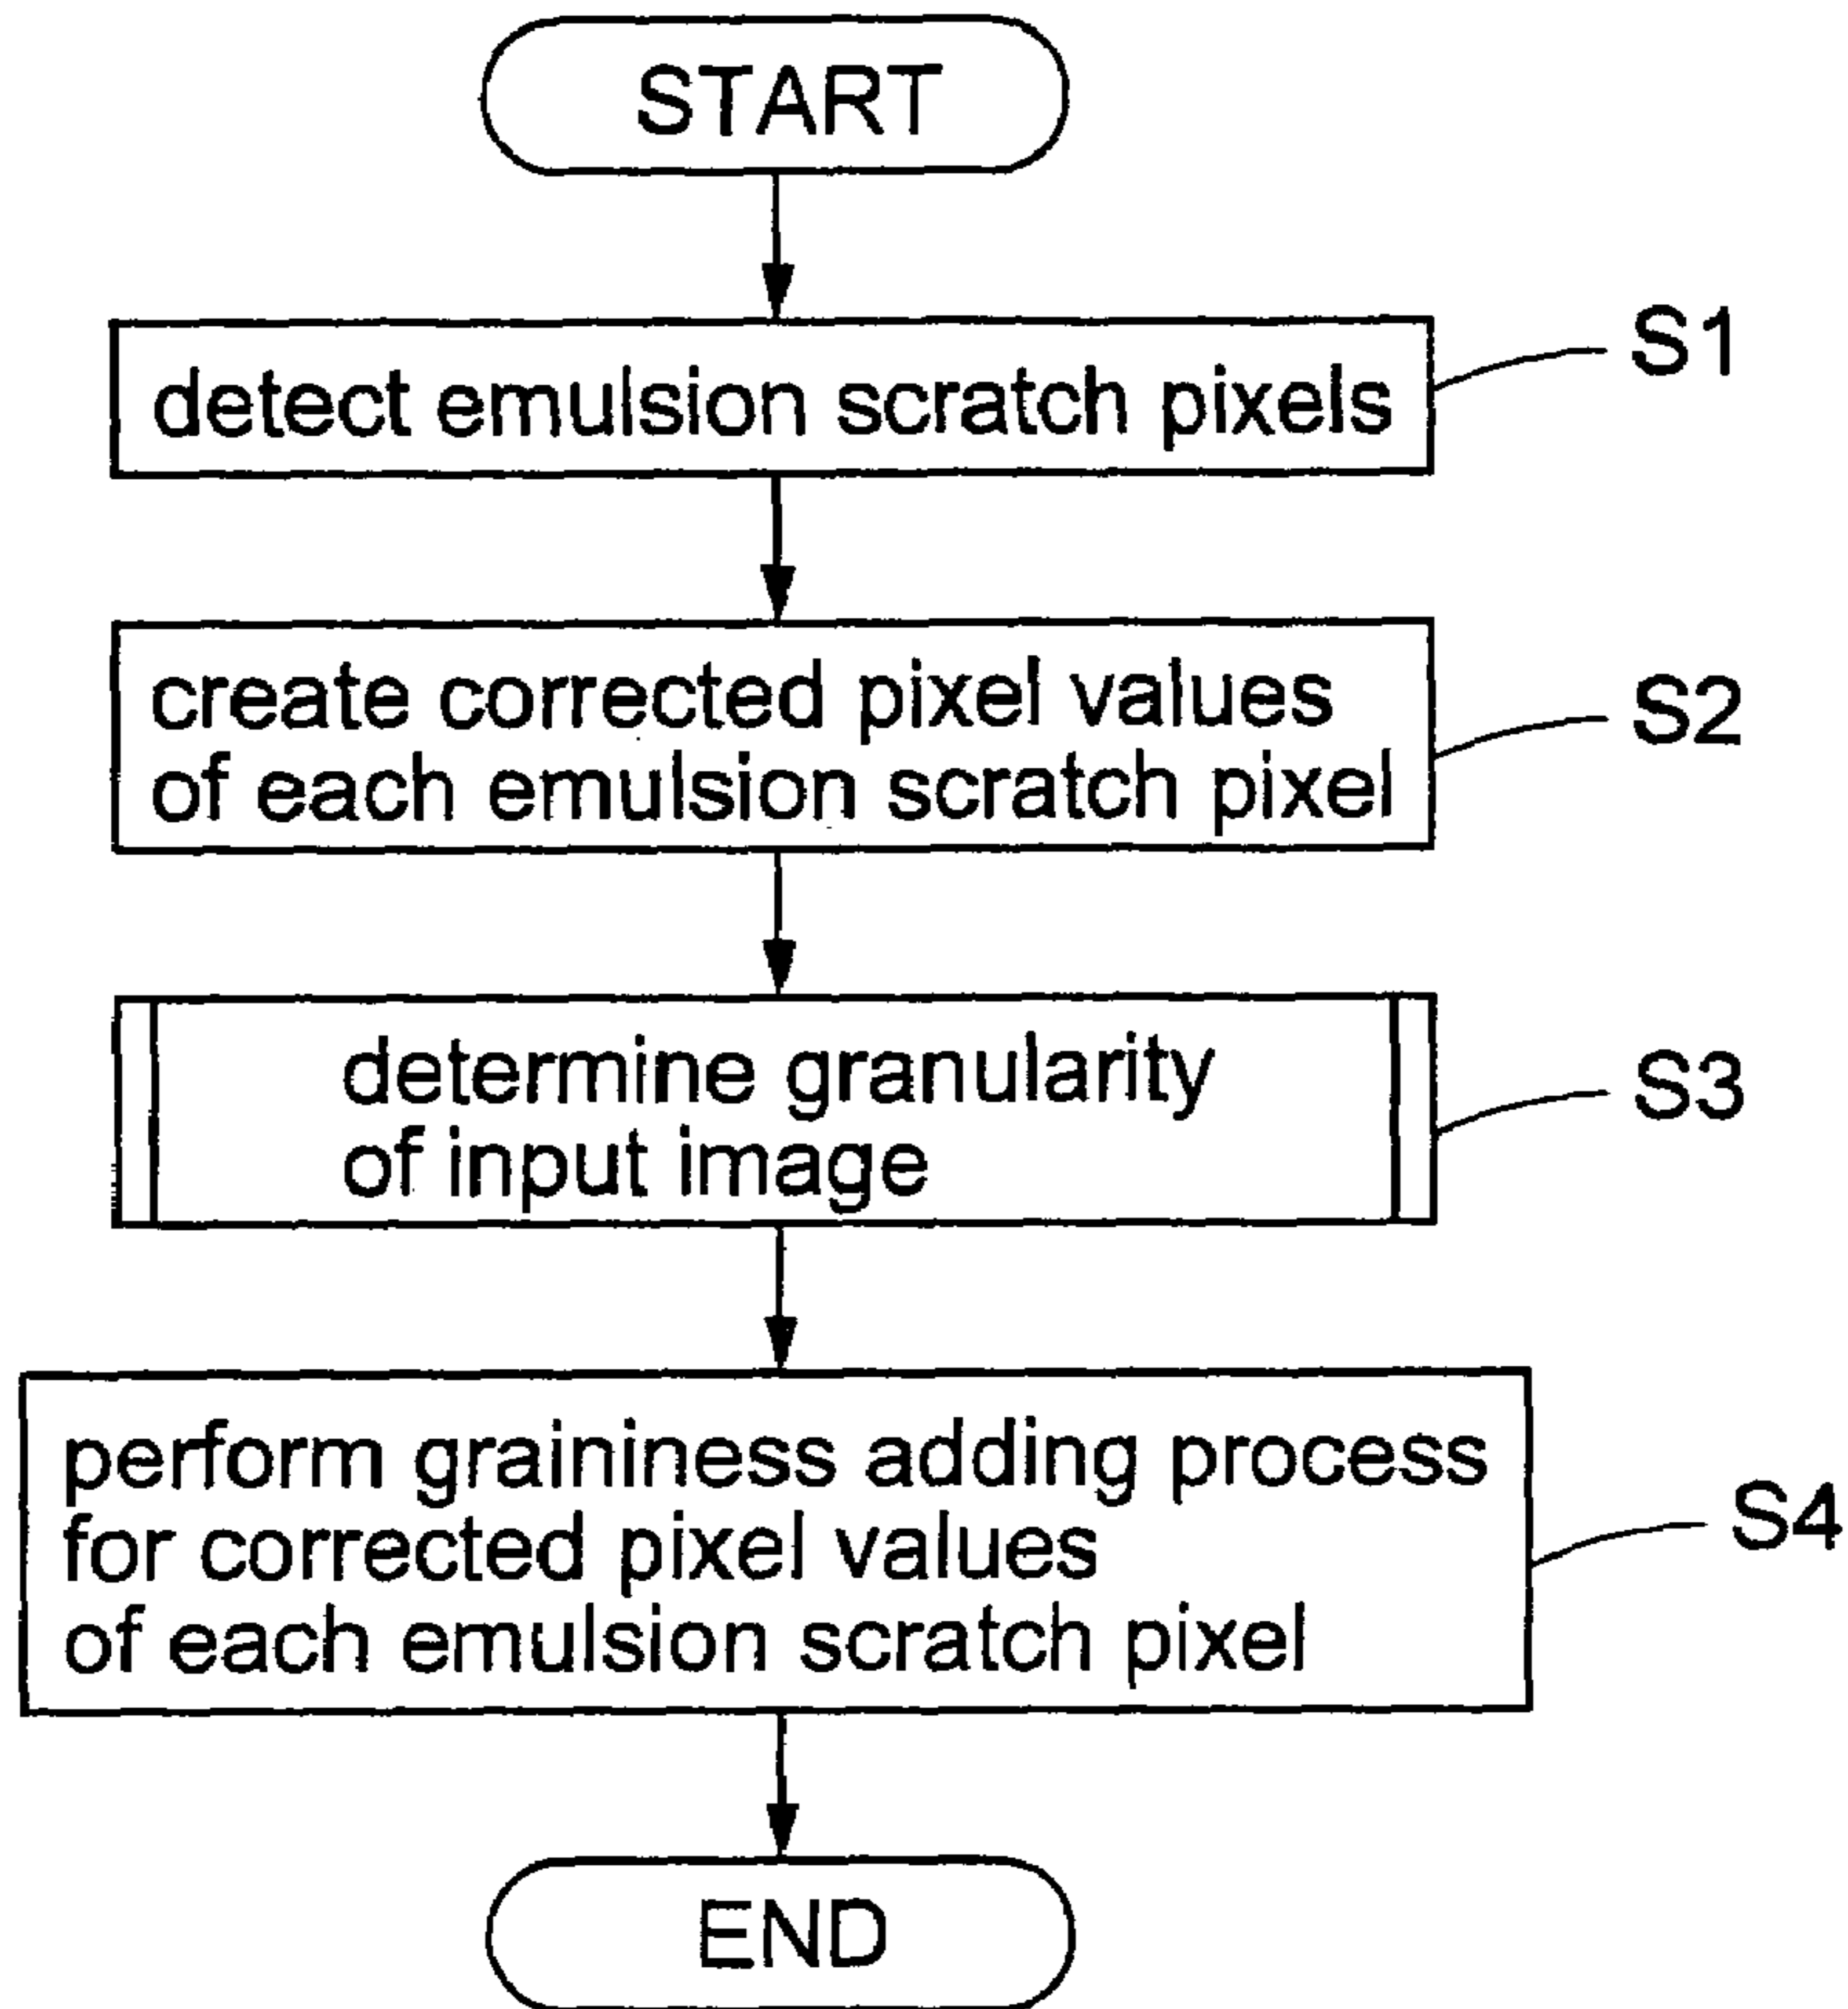 START
detect emulsion scratch pixels
S1
create corrected pixel values
of each emulsion scratch pixel
S2
determine granularity
of input image
S3
perform graininess adding process
for corrected pixel values
of each emulsion scratch pixel
S4
END